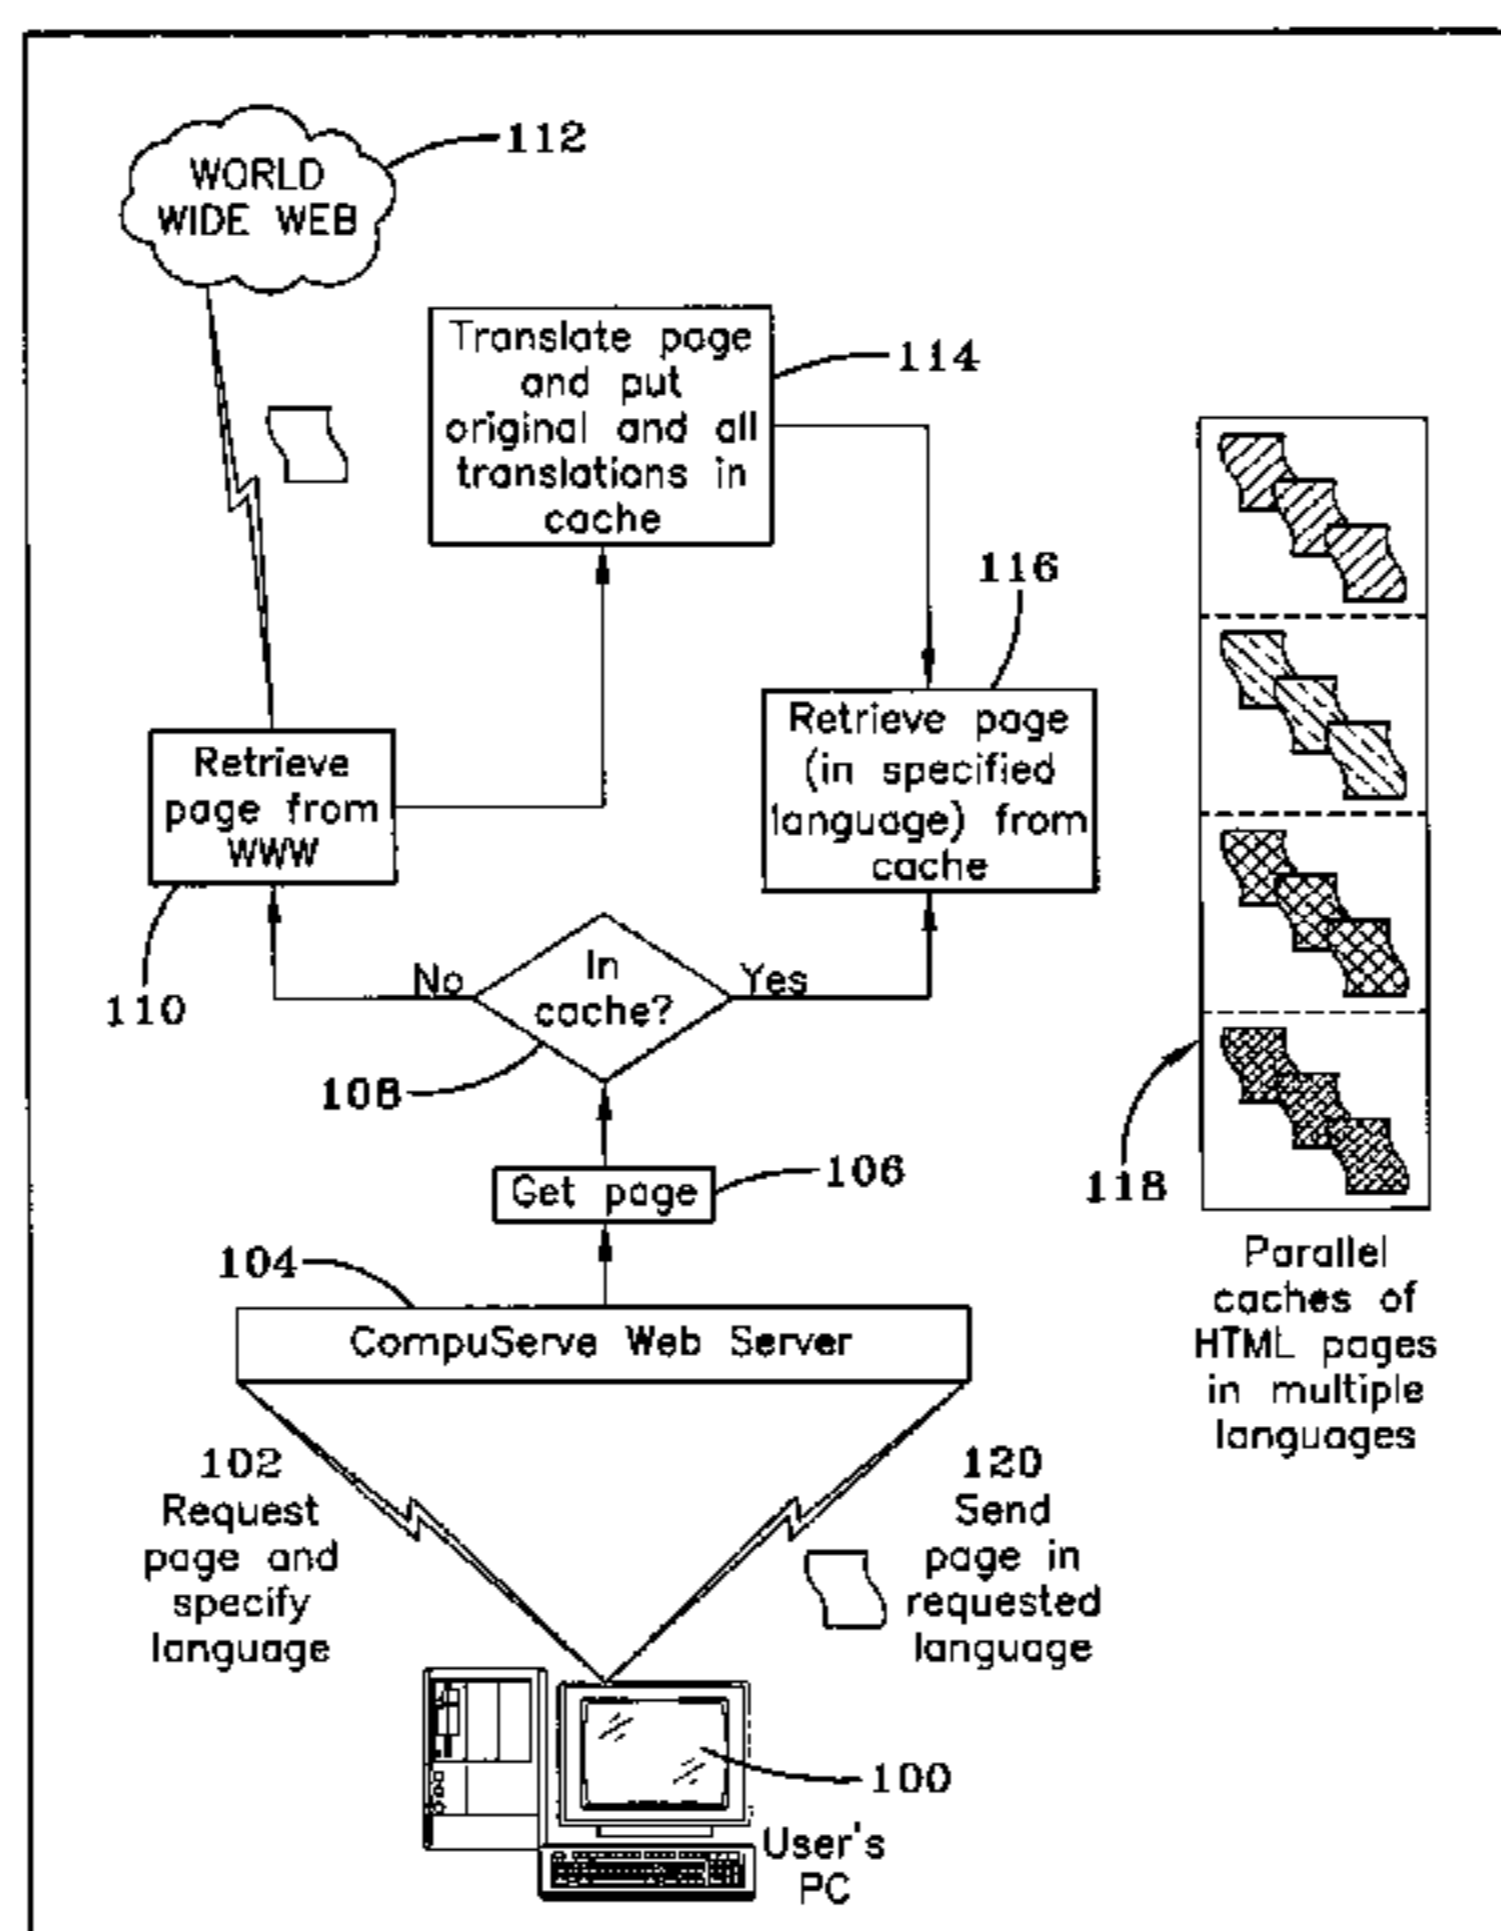 112
WORLD
WIDE WEB
Translate page
and put
original and all
translations in
cache
114
116
Retrieve page
(in specified
language) from
cache
Retrieve
page from
WWW
110
No
In
cache?
Yes
108
118
Get page
106
104
CompuServe Web Server
Parallel
caches of
HTML pages
in multiple
languages
102
Request
page and
specify
language
120
Send
page in
requested
language
100
User's
PC